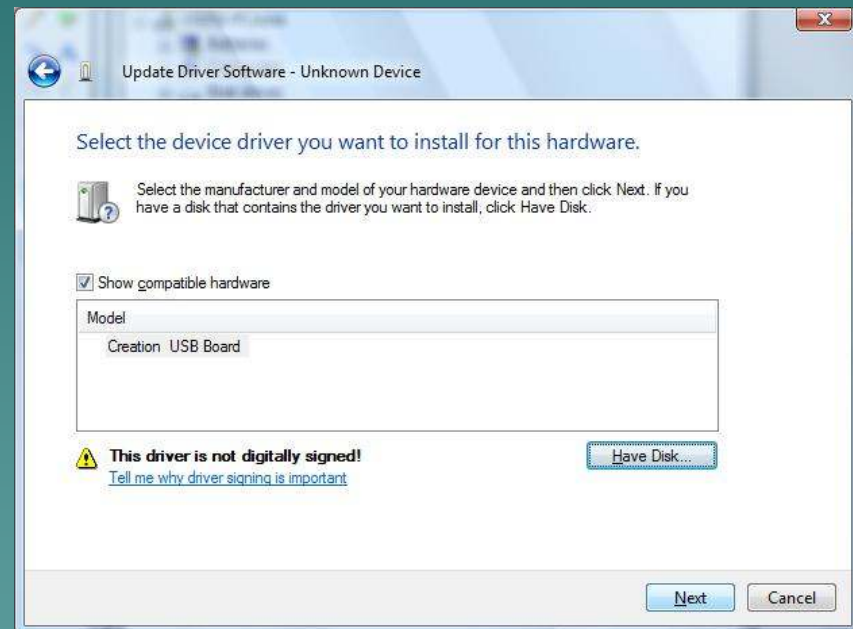 Update Driver Software - Unknown Device
Select the device driver you want to install for this hardware.
Select the manufacturer and model of your hardware device and then click Next. If you
have a disk that contains the driver you want to install, click Have Disk.
Show compatible hardware
Model
Creation USB Board
This driver is not digitally signed!
Have Disk...
Tell me why driver signing is important
Next
Cancel